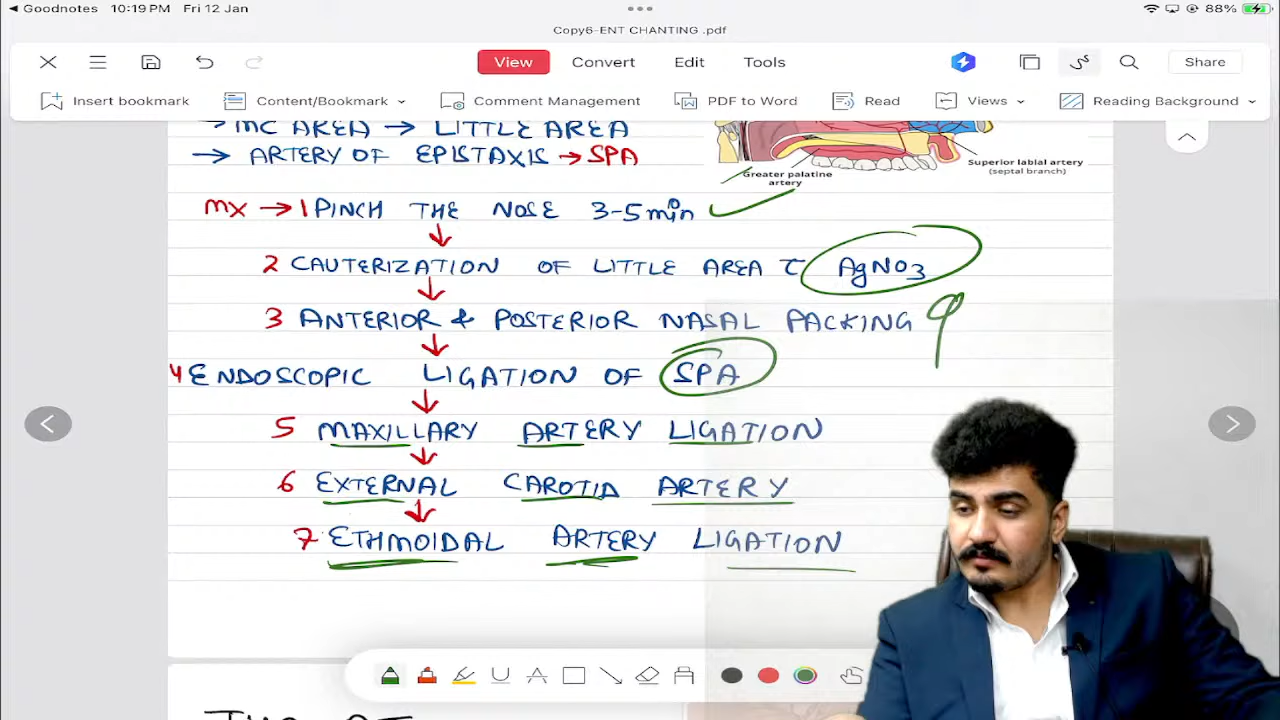 Goodnotes 10:19 PM Fri 12 Jan 88%
Copy6-ENT CHANTING .pdf
View Convert Edit Tools Share
Insert bookmark Content/Bookmark Comment Management PDF to Word Read Views Reading Background
→ MC AREA → LITTLE AREA
→ ARTERY OF EPISTAXIS → SPA
Greater palatine
artery
Superior labial artery
(septal branch)
MX → 1 PINCH THE NOSE 3-5 min
2 CAUTERIZATION OF LITTLE AREA C AgNO3
3 ANTERIOR & POSTERIOR NASAL PACKING
4 ENDOSCOPIC LIGATION OF SPA
5 MAXILLARY ARTERY LIGATION
6 EXTERNAL CAROTID ARTERY
7 ETHMOIDAL ARTERY LIGATION